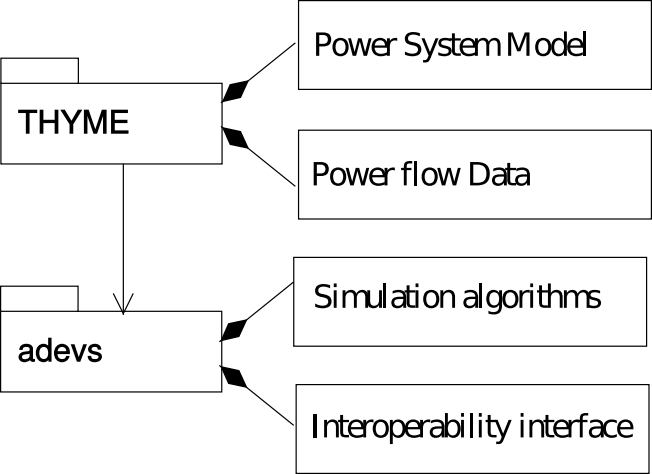 Power System Model
THYME
Power flow Data
Simulation algorithms
adevs
Interoperability interface